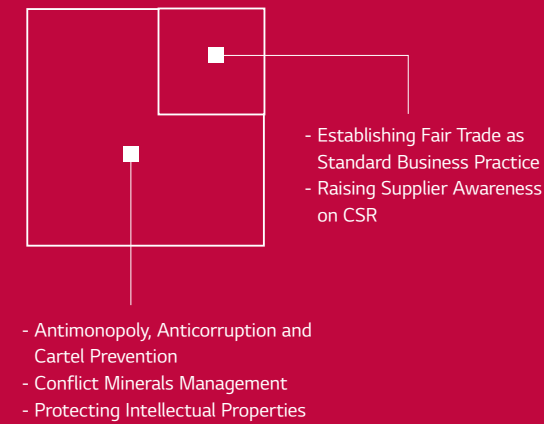 - Establishing Fair Trade as
Standard Business Practice
- Raising Supplier Awareness
on CSR
- Antimonopoly, Anticorruption and
Cartel Prevention
- Conflict Minerals Management
- Protecting Intellectual Properties